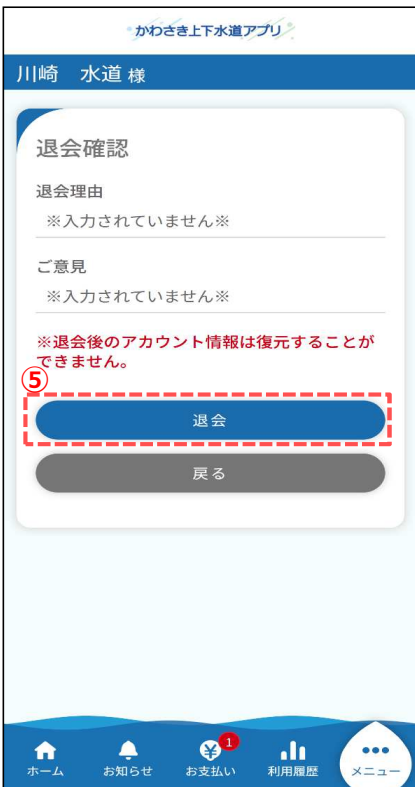 かわさき上下水道アプリ
川崎 水道 様
退会確認
退会理由
※入力されていません※
ご意見
※入力されていません※
※退会後のアカウント情報は復元することが
できません。
⑤
退会
戻る
1
ホーム お知らせ お支払い 利用履歴 メニュー